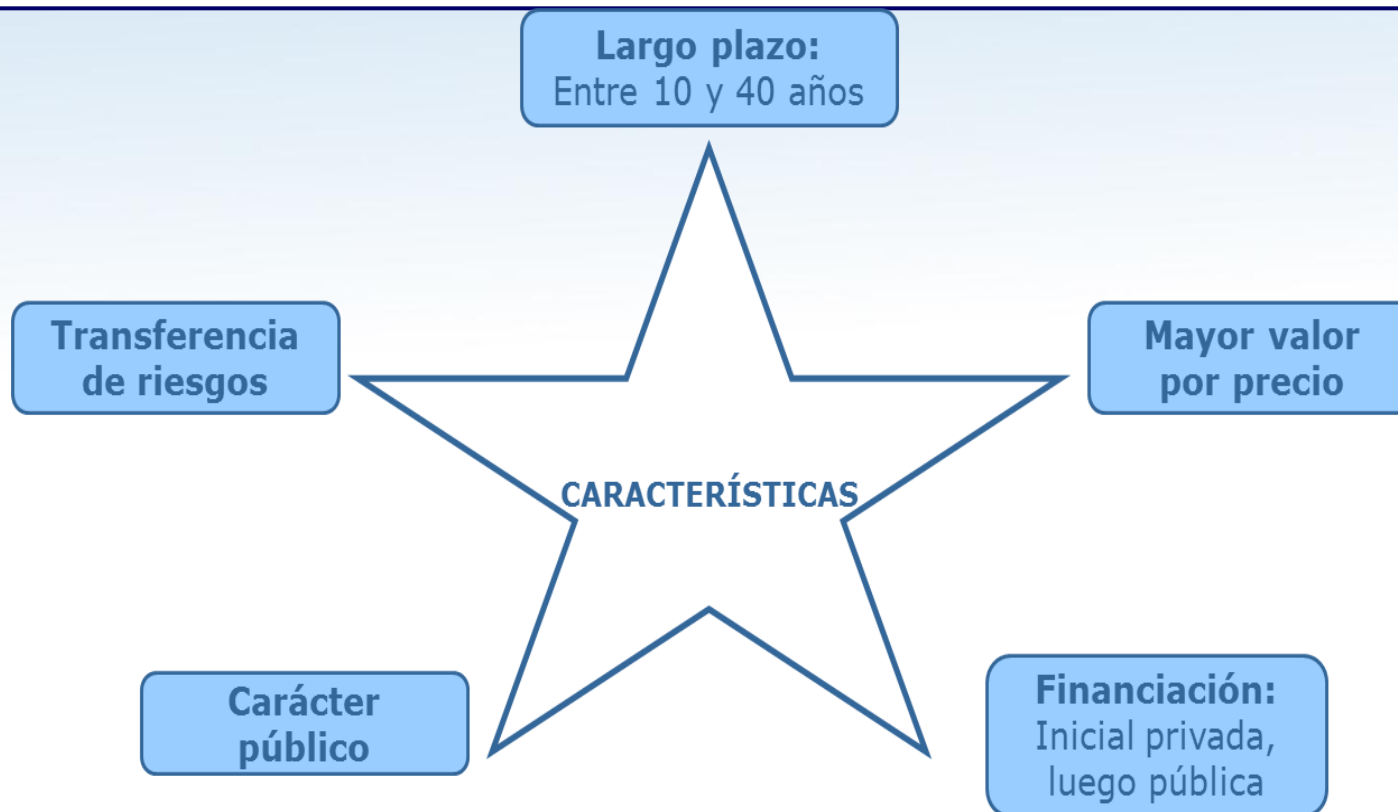 Largo plazo:
Entre 10 y 40 años
Transferencia
de riesgos
Mayor valor
por precio
CARACTERÍSTICAS
Carácter
público
Financiación:
Inicial privada,
luego pública